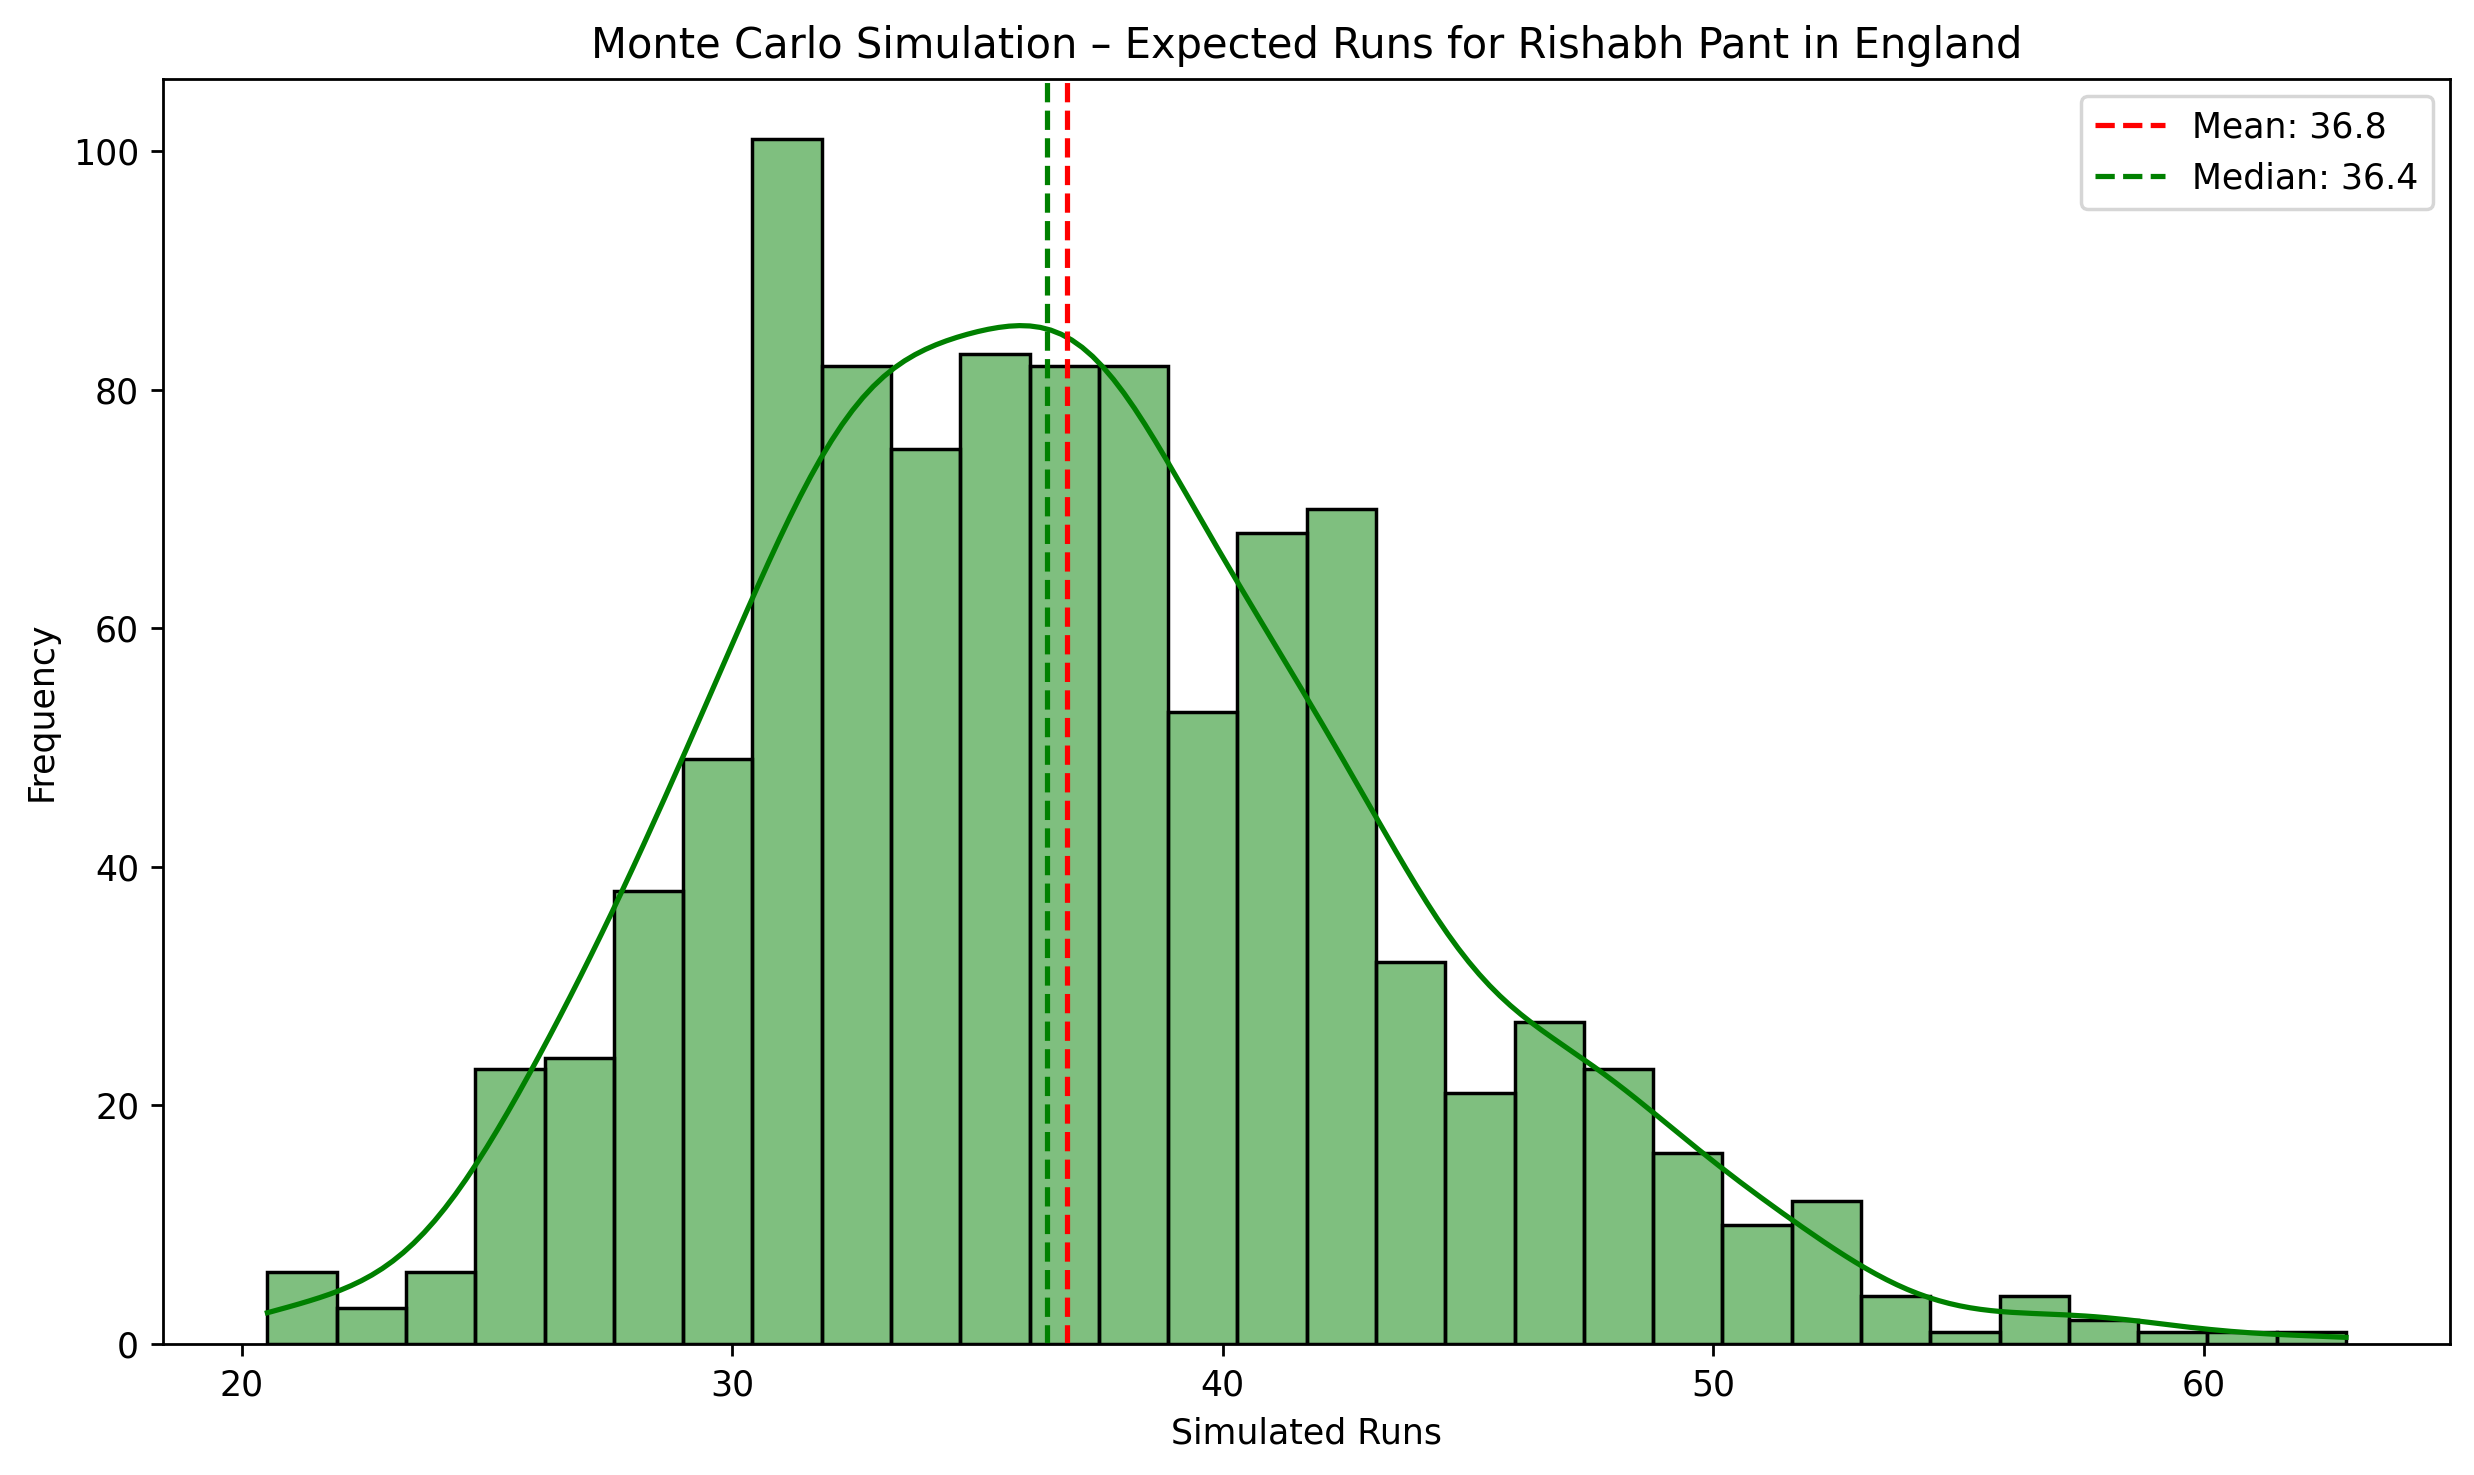 Monte Carlo Simulation – Expected Runs for Rishabh Pant in England
Mean: 36.8
Median: 36.4
100
80
60
40
20
0
Frequency
20 30 40 50 60
Simulated Runs